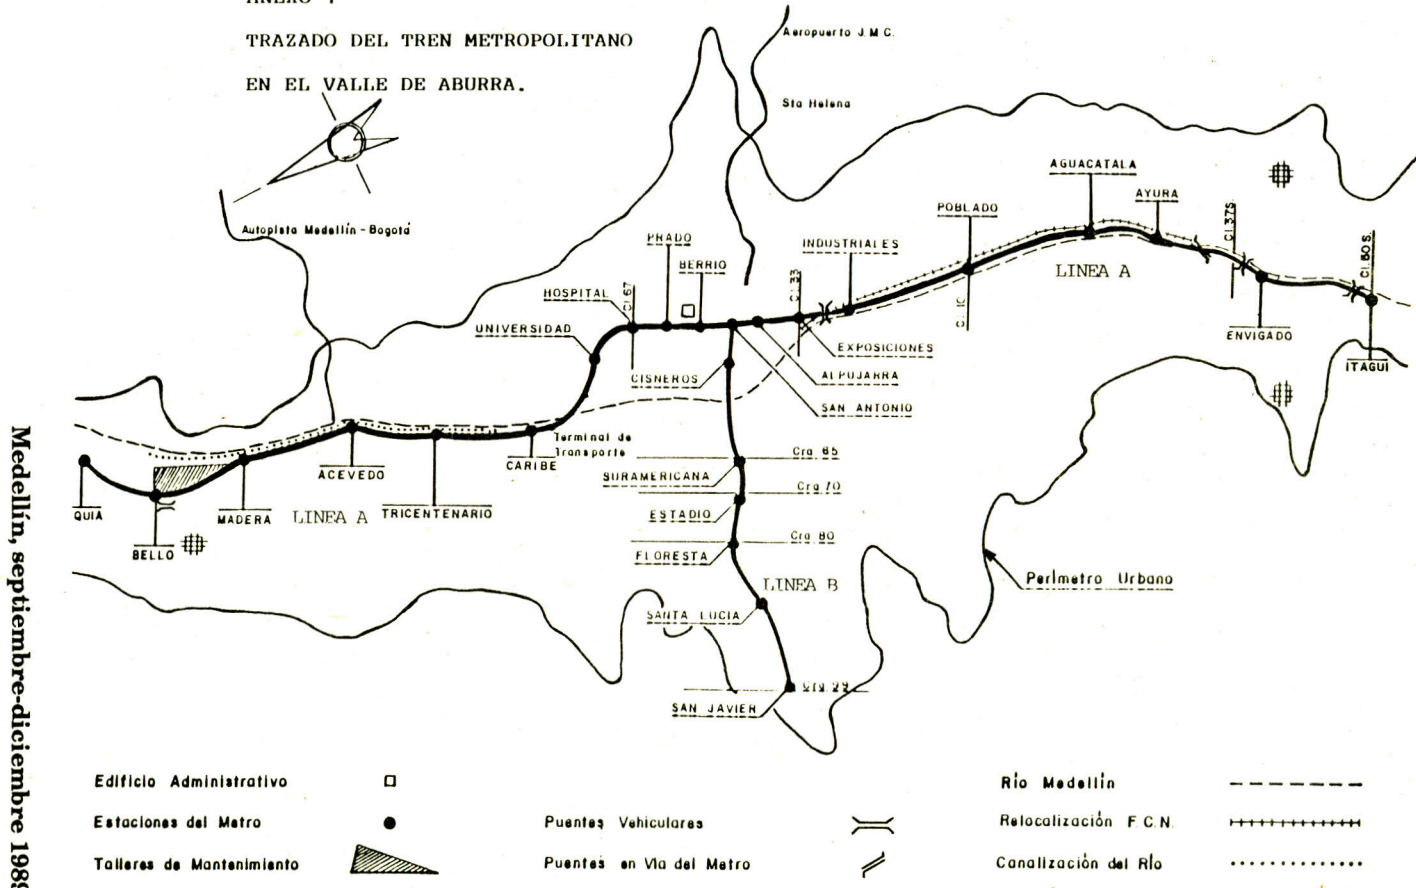 TRAZADO DEL TREN METROPOLITANO
EN EL VALLE DE ABURRA.
Aeropuerto J.M.C.
Sta Helena
Autopista Medellín-Bogotá
AGUACATALA
AYURA
POBLADO
Cl. 37S.
Cl. 10
INDUSTRIALES
PRADO
BERRIO
Cl. 33
Cl. 67
HOSPITAL
UNIVERSIDAD
LINEA A
Cl. 50 S.
EXPOSICIONES
ENVIGADO
ITAGUI
CISNEROS
ALPUJARRA
SAN ANTONIO
Terminal de
Transporte
Cra. 65
CARIBE
ACEVEDO
SURAMERICANA
Cra. 70
QUIA
MADERA
LINEA A
TRICENTENARIO
ESTADIO
BELLO
Cra. 80
FLORESTA
LINEA B
Perímetro Urbano
SANTA LUCIA
Cra. 99
SAN JAVIER
Edificio Administrativo
Río Medellín
Estaciones del Metro
Puentes Vehiculares
Relocalización F.C.N.
Talleres de Mantenimiento
Puentes en Vía del Metro
Canalización del Río
Medellín, septiembre-diciembre 1989